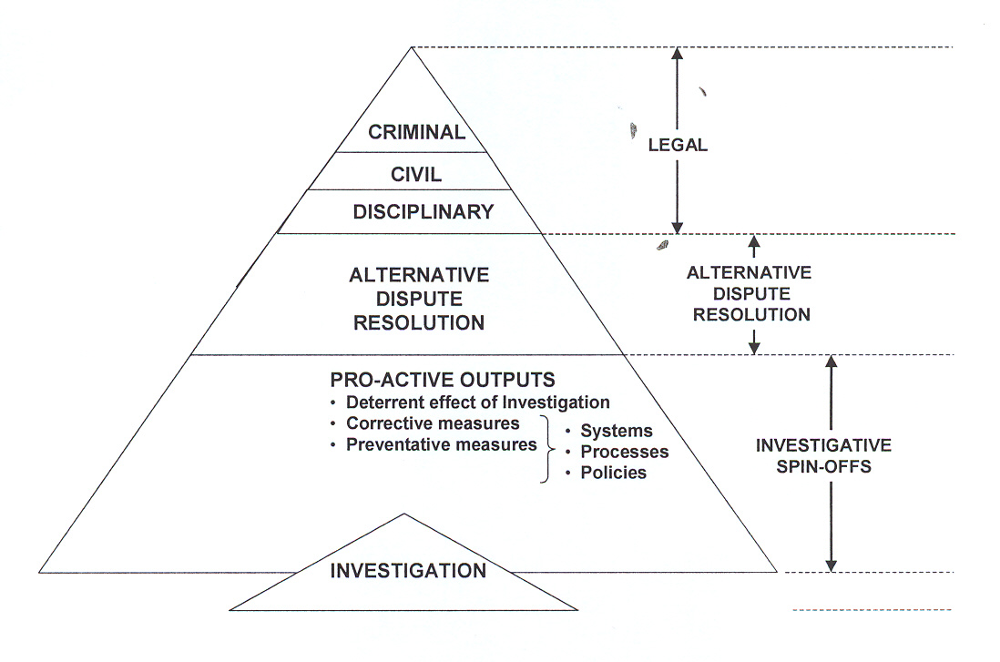 CRIMINAL
CIVIL
DISCIPLINARY
ALTERNATIVE
DISPUTE
RESOLUTION
PRO-ACTIVE OUTPUTS
• Deterrent effect of Investigation
• Corrective measures
• Preventative measures
• Systems
• Processes
• Policies
INVESTIGATION
LEGAL
ALTERNATIVE
DISPUTE
RESOLUTION
INVESTIGATIVE
SPIN-OFFS